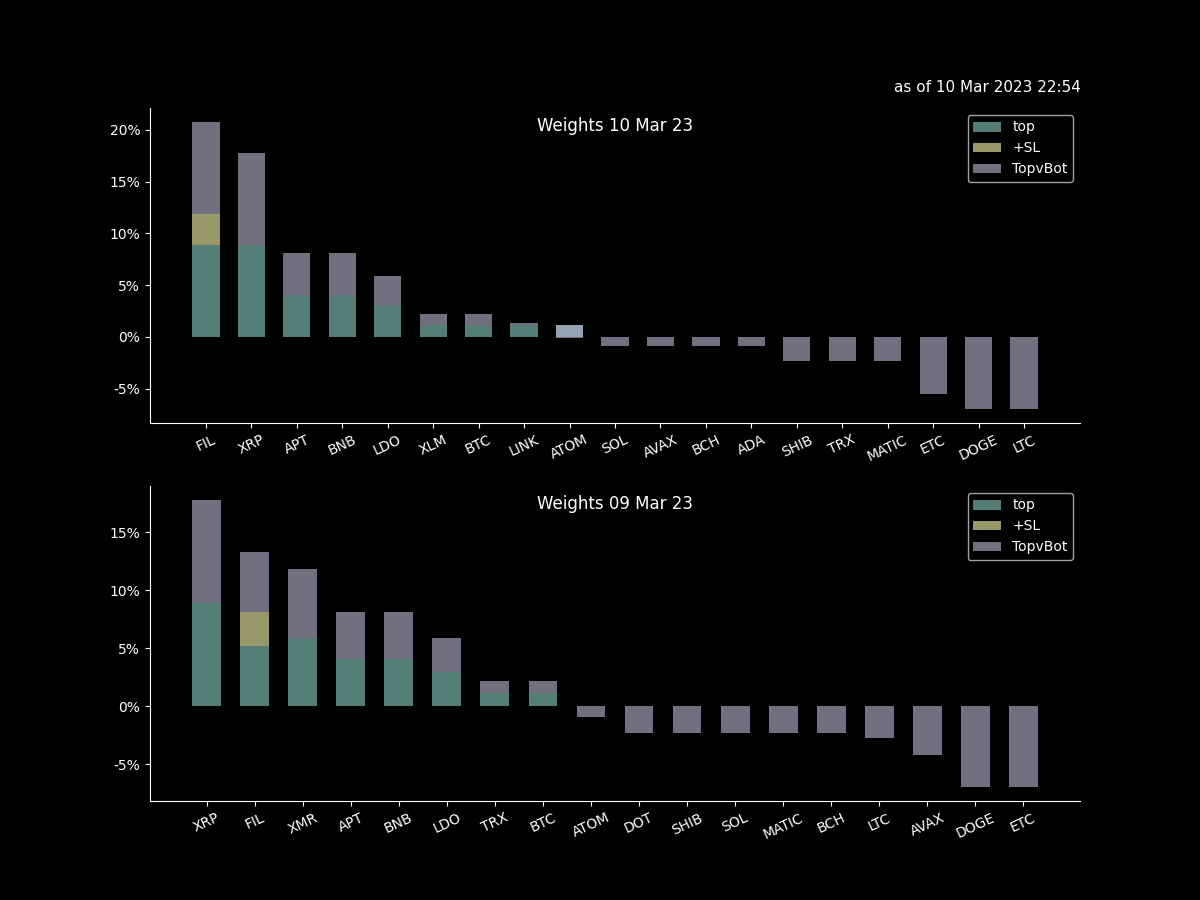 as of 10 Mar 2023 22:54
Weights 10 Mar 23
top
+SL
TopvBot
20%
15%
10%
5%
0%
-5%
FIL XRP APT BNB LDO XLM BTC LINK ATOM SOL AVAX BCH ADA SHIB TRX MATIC ETC DOGE LTC
Weights 09 Mar 23
top
+SL
TopvBot
15%
10%
5%
0%
-5%
XRP FIL XMR APT BNB LDO TRX BTC ATOM DOT SHIB SOL MATIC BCH LTC AVAX DOGE ETC